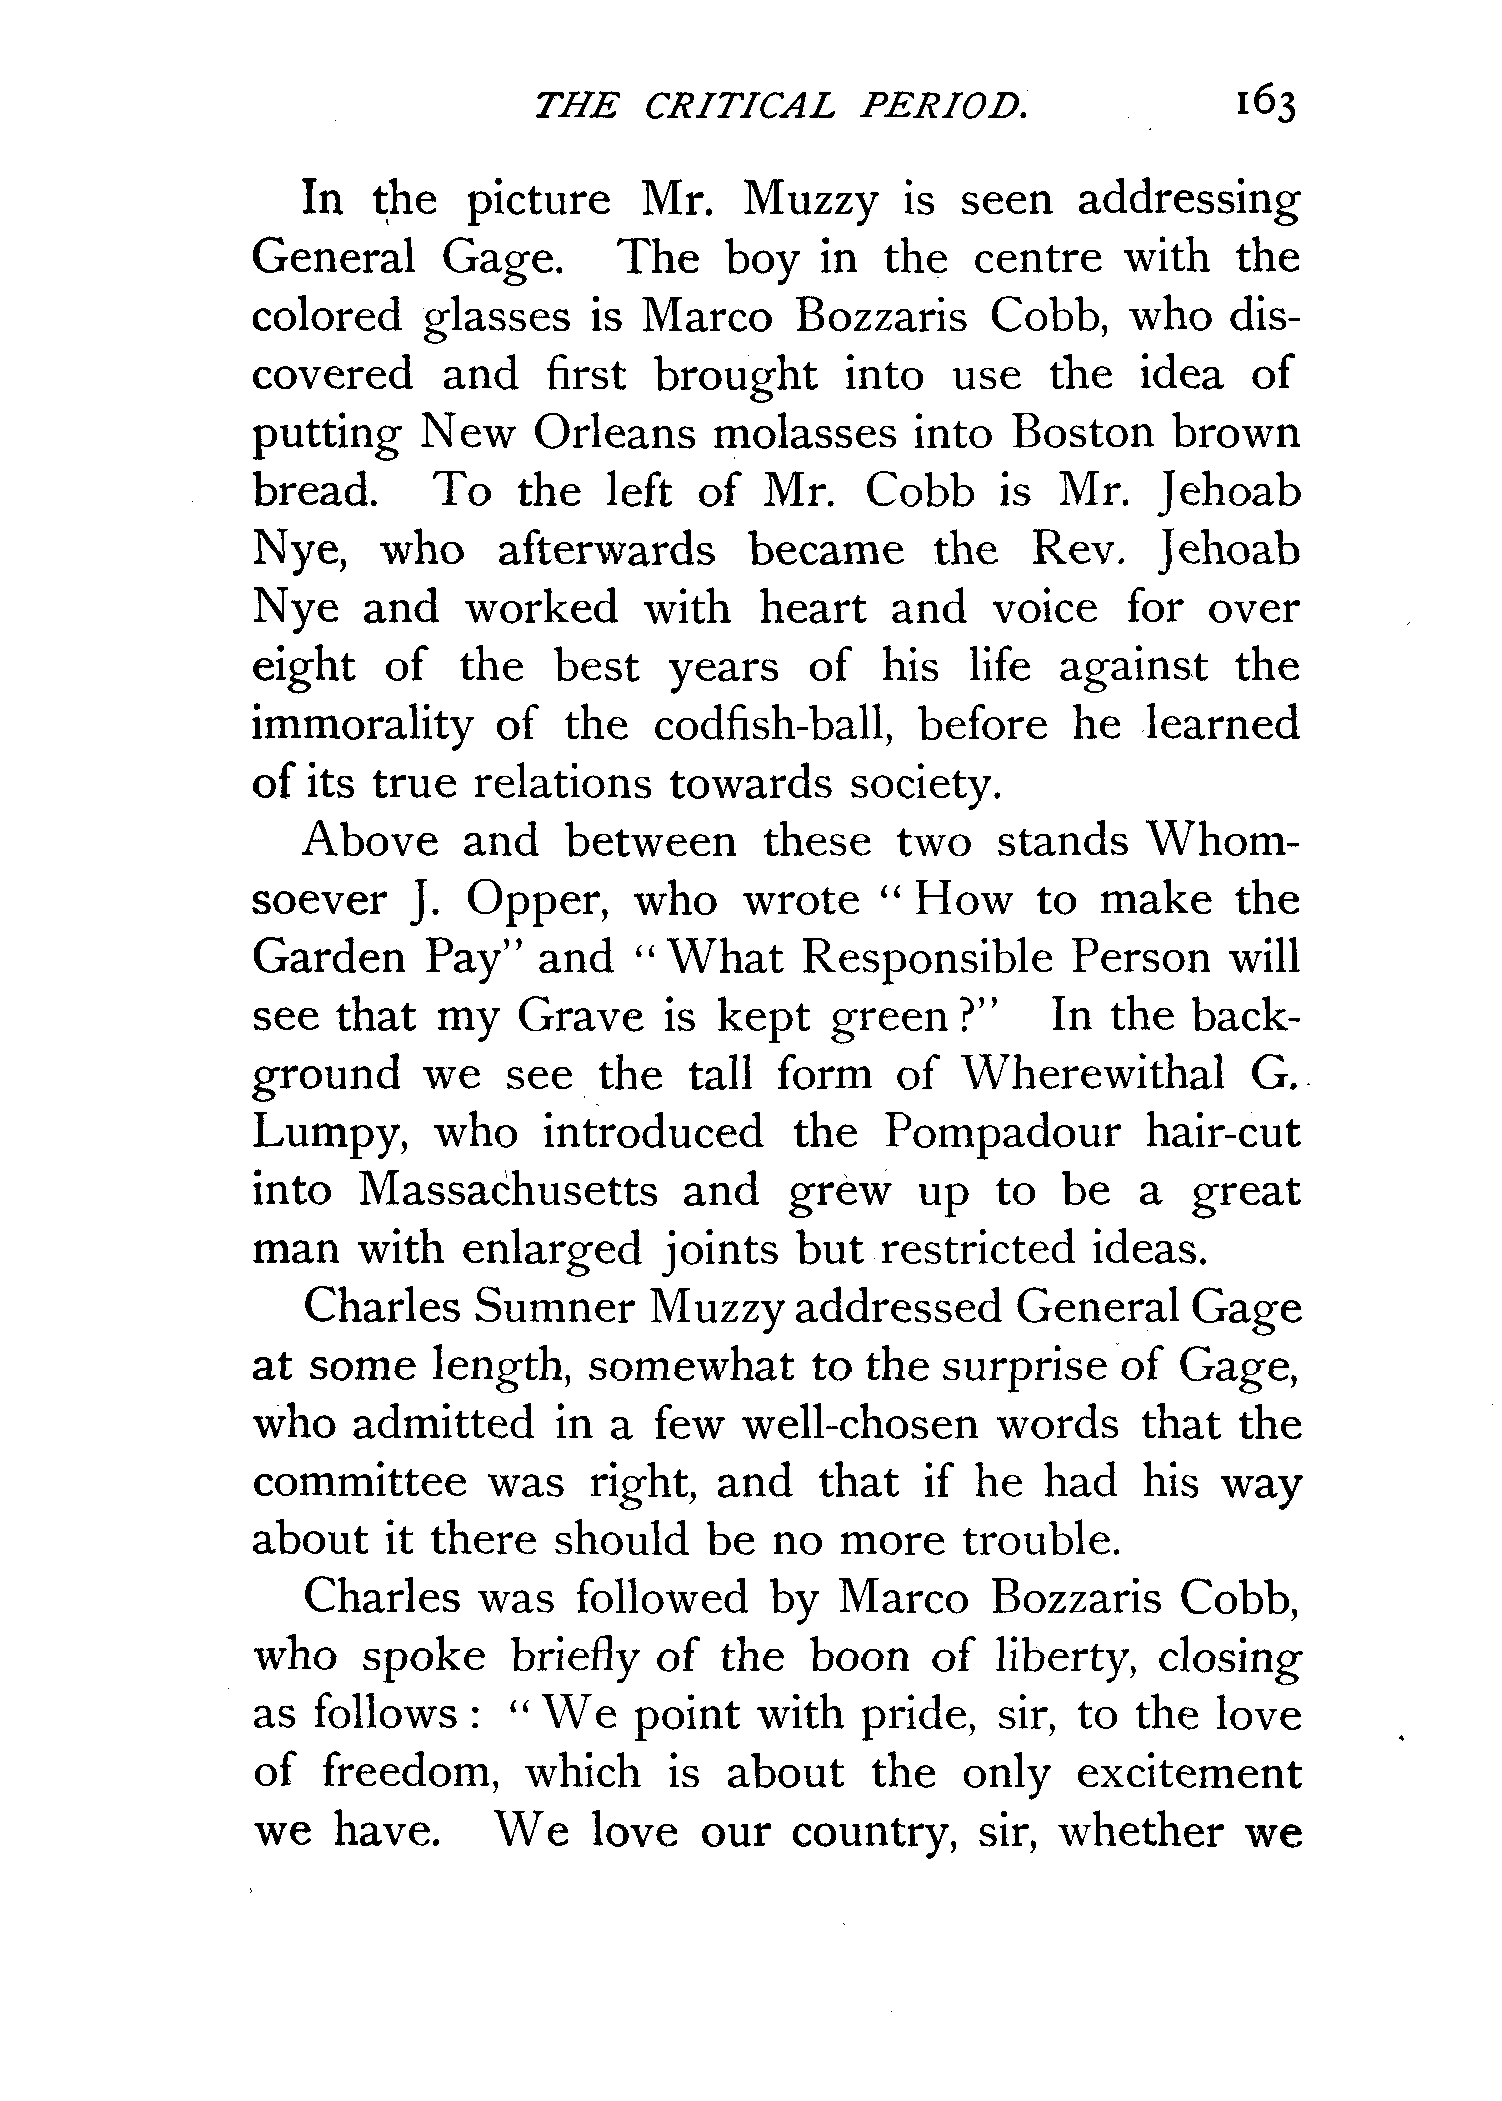 THE CRITICAL PERIOD. 163
In the picture Mr. Muzzy is seen addressing
General Gage. The boy in the centre with the
colored glasses is Marco Bozzaris Cobb, who dis-
covered and first brought into use the idea of
putting New Orleans molasses into Boston brown
bread. To the left of Mr. Cobb is Mr. Jehoab
Nye, who afterwards became the Rev. Jehoab
Nye and worked with heart and voice for over
eight of the best years of his life against the
immorality of the codfish-ball, before he learned
of its true relations towards society.
Above and between these two stands Whom-
soever J. Opper, who wrote “ How to make the
Garden Pay” and “ What Responsible Person will
see that my Grave is kept green ?” In the back-
ground we see the tall form of Wherewithal G.
Lumpy, who introduced the Pompadour hair-cut
into Massachusetts and grew up to be a great
man with enlarged joints but restricted ideas.
Charles Sumner Muzzy addressed General Gage
at some length, somewhat to the surprise of Gage,
who admitted in a few well-chosen words that the
committee was right, and that if he had his way
about it there should be no more trouble.
Charles was followed by Marco Bozzaris Cobb,
who spoke briefly of the boon of liberty, closing
as follows : “ We point with pride, sir, to the love
of freedom, which is about the only excitement
we have. We love our country, sir, whether we